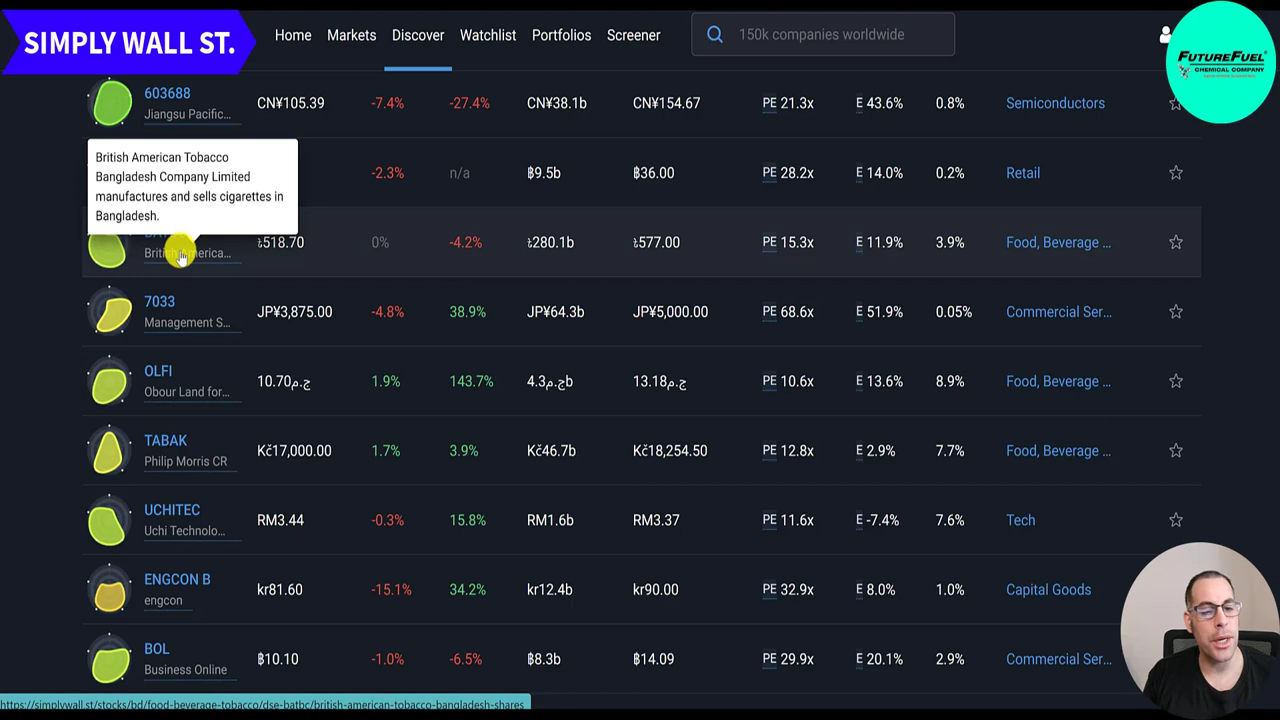 SIMPLY WALL ST.
Home Markets Discover Watchlist Portfolios Screener
150k companies worldwide
FUTUREFUEL
CHEMICAL COMPANY
603688
Jiangsu Pacific...
CN¥105.39 -7.4% -27.4% CN¥38.1b CN¥154.67 PE 21.3x E 43.6% 0.8% Semiconductors
British American Tobacco
Bangladesh Company Limited
manufactures and sells cigarettes in
Bangladesh.
-2.3% n/a ฿9.5b ฿36.00 PE 28.2x E 14.0% 0.2% Retail
British America...
৳518.70 0% -4.2% ৳280.1b ৳577.00 PE 15.3x E 11.9% 3.9% Food, Beverage ...
7033
Management S...
JP¥3,875.00 -4.8% 38.9% JP¥64.3b JP¥5,000.00 PE 68.6x E 51.9% 0.05% Commercial Ser...
OLFI
Obour Land for...
ج.م10.70 1.9% 143.7% ج.م4.3b ج.م13.18 PE 10.6x E 13.6% 8.9% Food, Beverage ...
TABAK
Philip Morris CR
Kč17,000.00 1.7% 3.9% Kč46.7b Kč18,254.50 PE 12.8x E 2.9% 7.7% Food, Beverage ...
UCHITEC
Uchi Technolo...
RM3.44 -0.3% 15.8% RM1.6b RM3.37 PE 11.6x E -7.4% 7.6% Tech
ENGCON B
engcon
kr81.60 -15.1% 34.2% kr12.4b kr90.00 PE 32.9x E 8.0% 1.0% Capital Goods
BOL
Business Online
฿10.10 -1.0% -6.5% ฿8.3b ฿14.09 PE 29.9x E 20.1% 2.9% Commercial Ser...
https://simplywall.st/stocks/bd/food-beverage-tobacco/dse-batbc/british-american-tobacco-bangladesh-shares